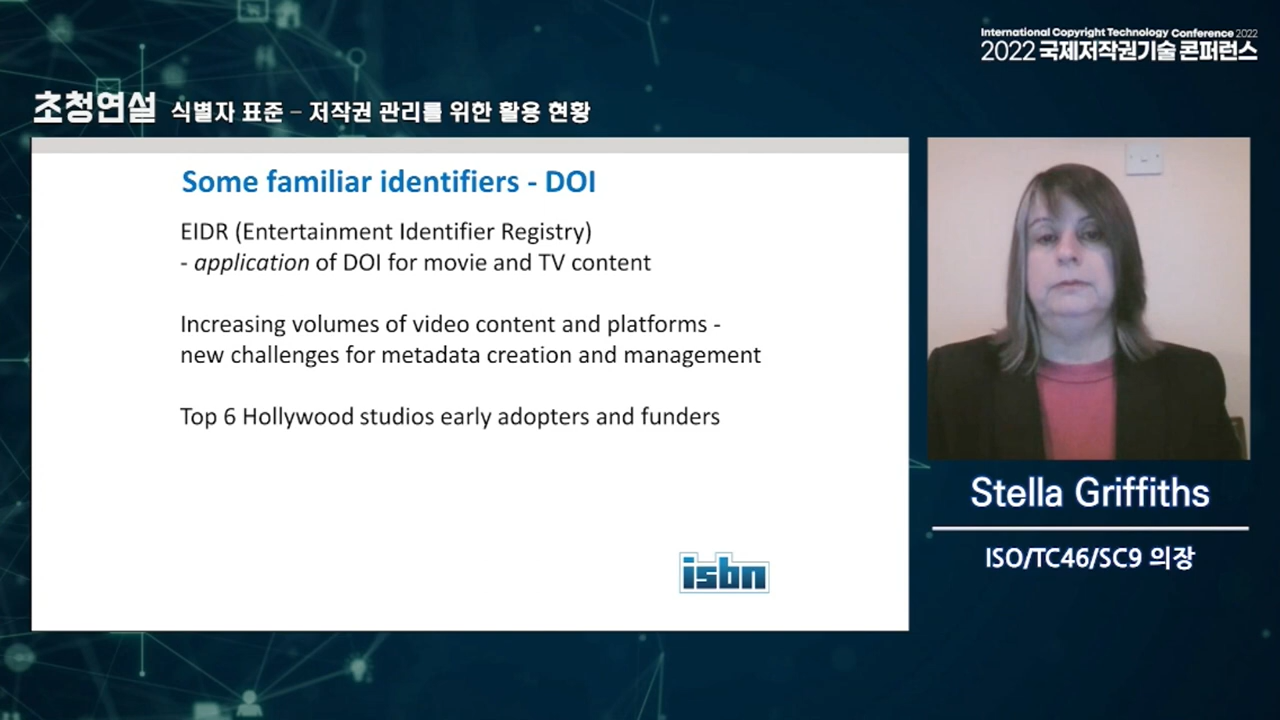 International Copyright Technology Conference 2022
2022 국제저작권기술 콘퍼런스
초청연설 식별자 표준 – 저작권 관리를 위한 활용 현황
Some familiar identifiers - DOI
EIDR (Entertainment Identifier Registry)
- application of DOI for movie and TV content
Increasing volumes of video content and platforms -
new challenges for metadata creation and management
Top 6 Hollywood studios early adopters and funders
isbn
Stella Griffiths
ISO/TC46/SC9 의장